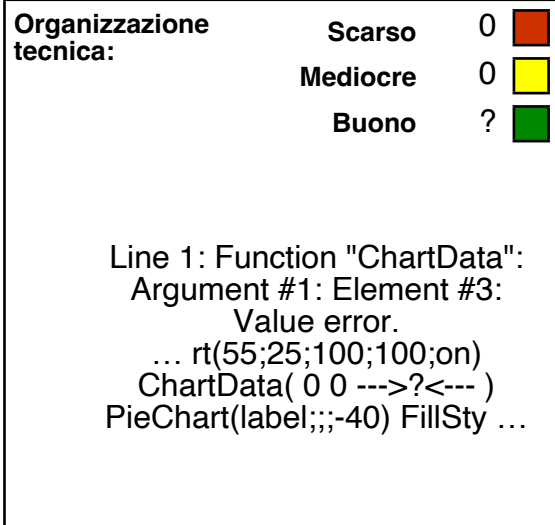 Organizzazione
tecnica:
Scarso 0
Mediocre 0
Buono ?
Line 1: Function "ChartData":
Argument #1: Element #3:
Value error.
… rt(55;25;100;100;on)
ChartData( 0 0 --->?<--- )
PieChart(label;;;-40) FillSty …